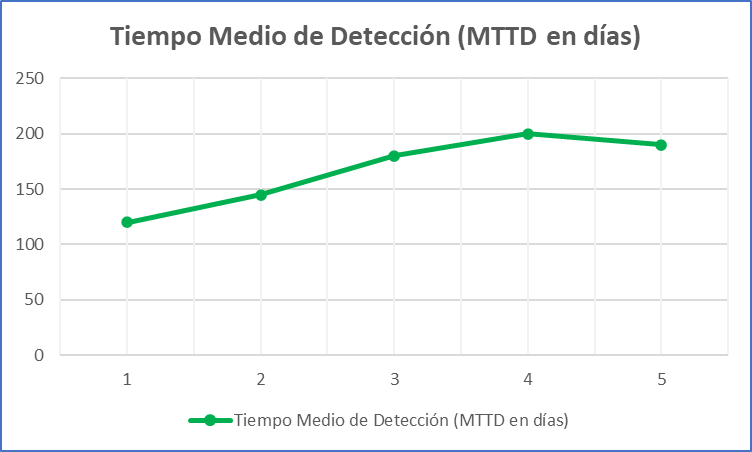 Tiempo Medio de Detección (MTTD en días)
250
200
150
100
50
0
1 2 3 4 5
Tiempo Medio de Detección (MTTD en días)